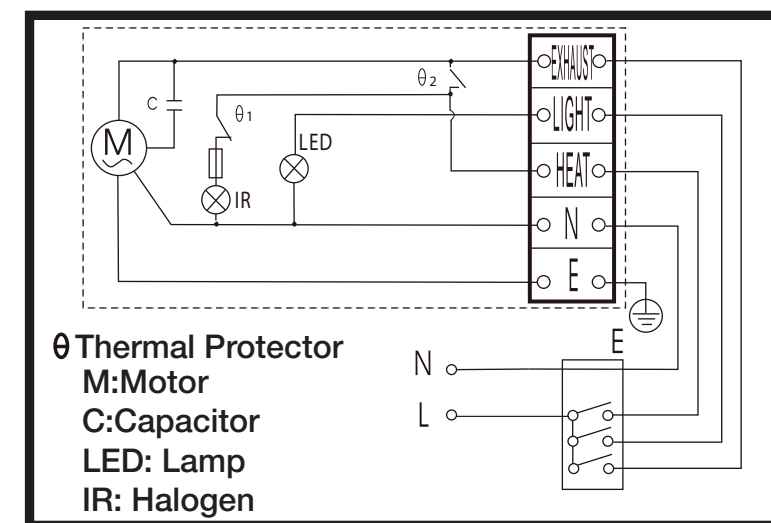 EXHAUST
θ2
C
θ1
LIGHT
M
LED
HEAT
IR
N
E
θ Thermal Protector
E
M:Motor
N
C:Capacitor
L
LED: Lamp
IR: Halogen